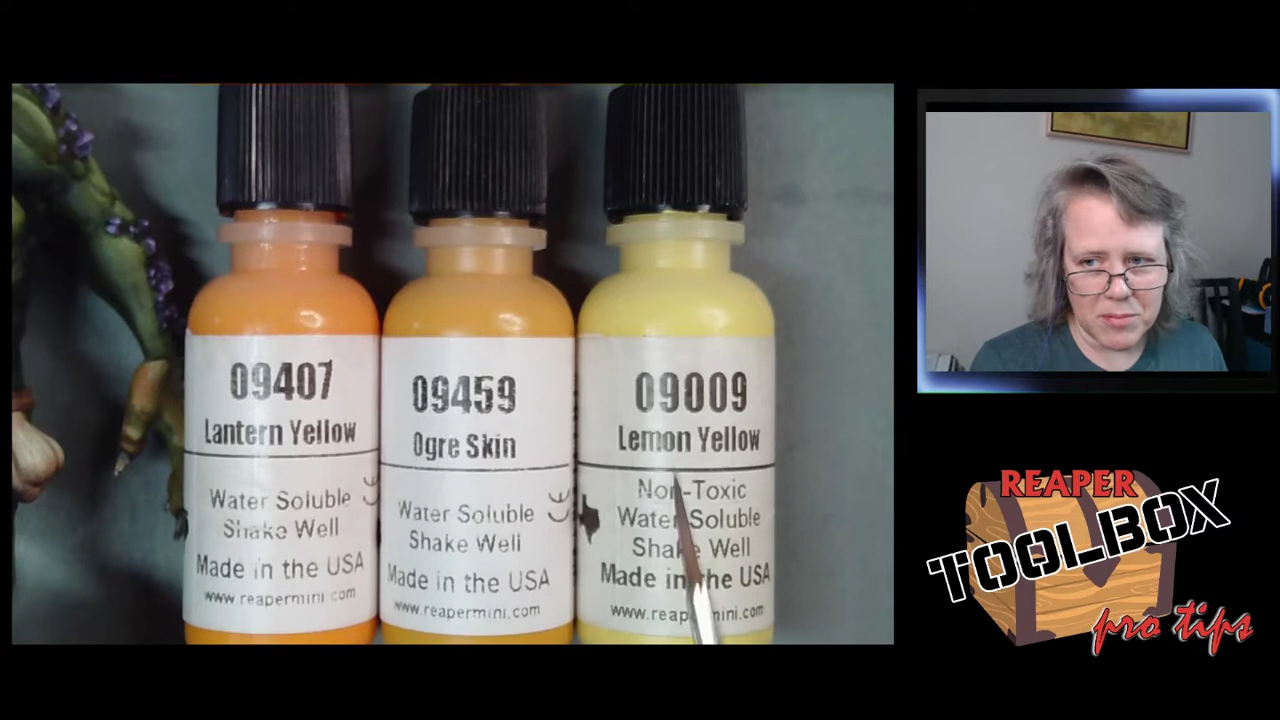 09407
Lantern Yellow
Water Soluble
Shake Well
Made in the USA
www.reapermini.com
09459
Ogre Skin
Water Soluble
Shake Well
Made in the USA
www.reapermini.com
09009
Lemon Yellow
Non-Toxic
Water Soluble
Shake Well
Made in the USA
www.reapermini.com
REAPER
TOOLBOX
pro tips